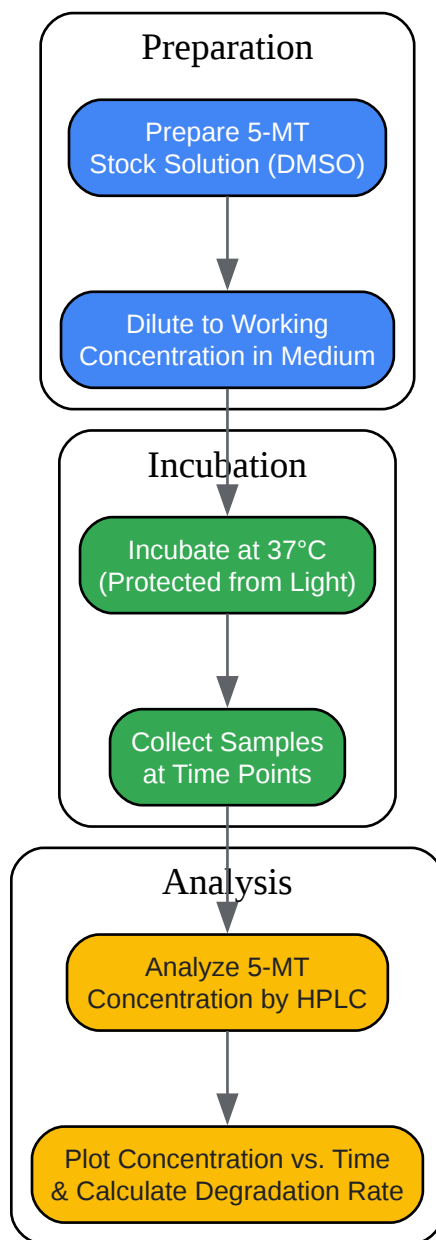 Preparation
Prepare 5-MT
Stock Solution (DMSO)
Dilute to Working
Concentration in Medium
Incubation
Incubate at 37°C
(Protected from Light)
Collect Samples
at Time Points
Analysis
Analyze 5-MT
Concentration by HPLC
Plot Concentration vs. Time
& Calculate Degradation Rate